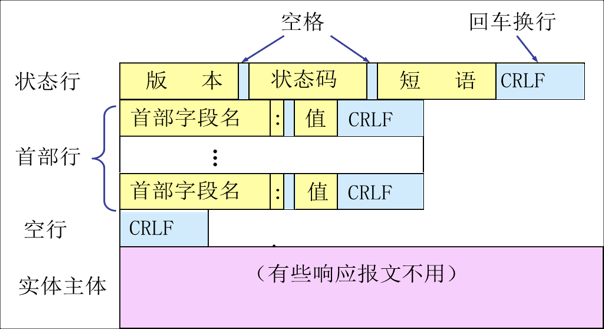 空格 回车换行
状态行 版 本 状态码 短 语 CRLF
首部字段名 : 值 CRLF
首部行 ⋮
首部字段名 : 值 CRLF
空行 CRLF
实体主体 (有些响应报文不用)